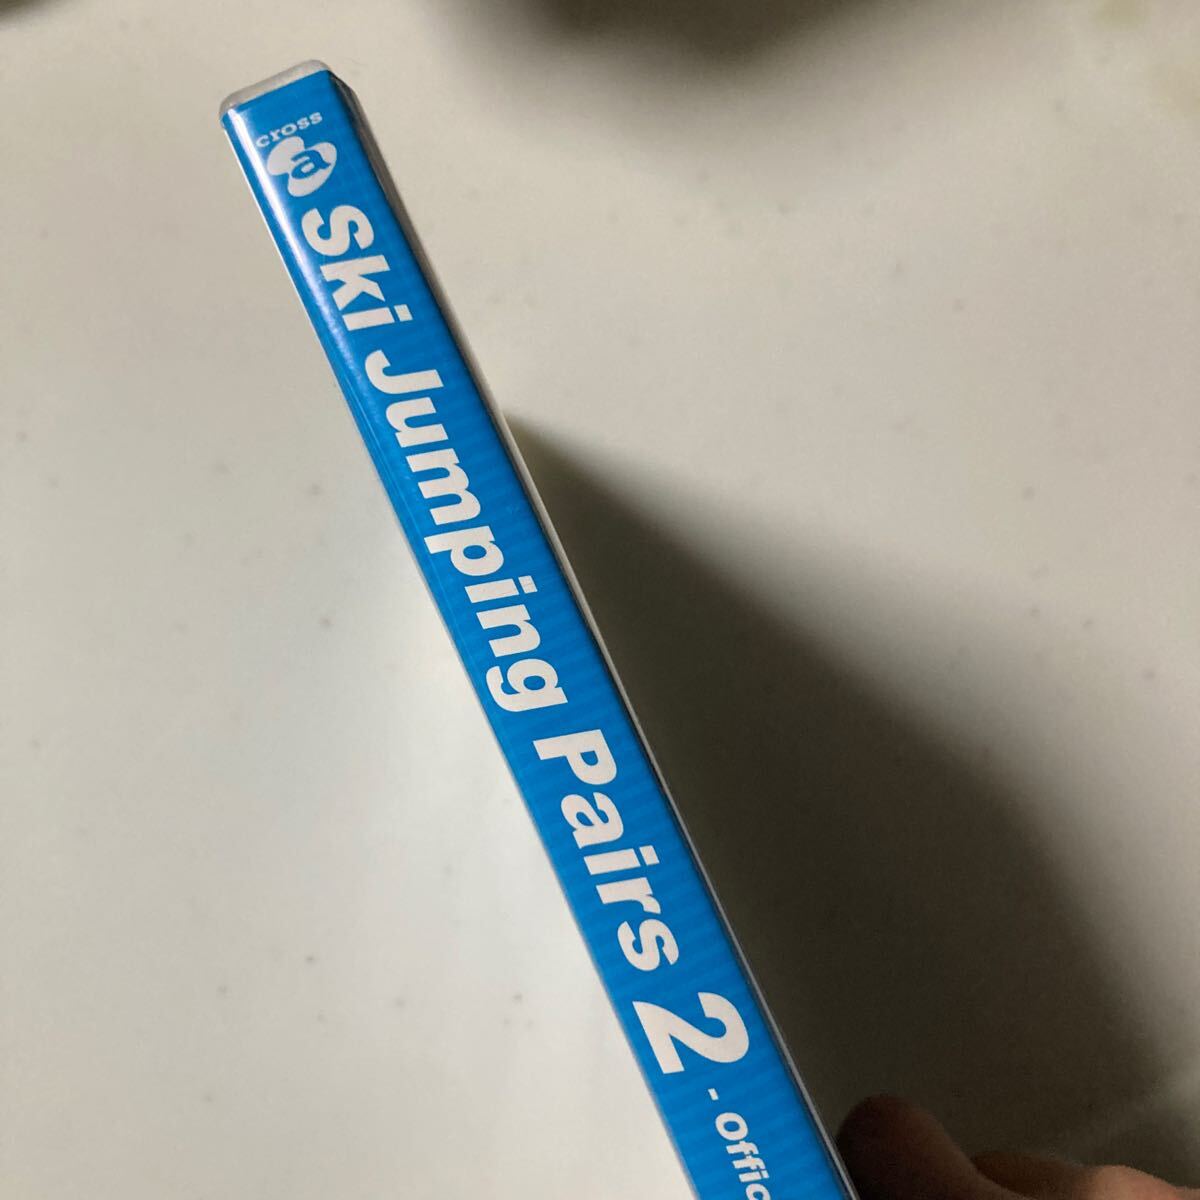 cross
a
Ski Jumping Pairs 2 - Offic